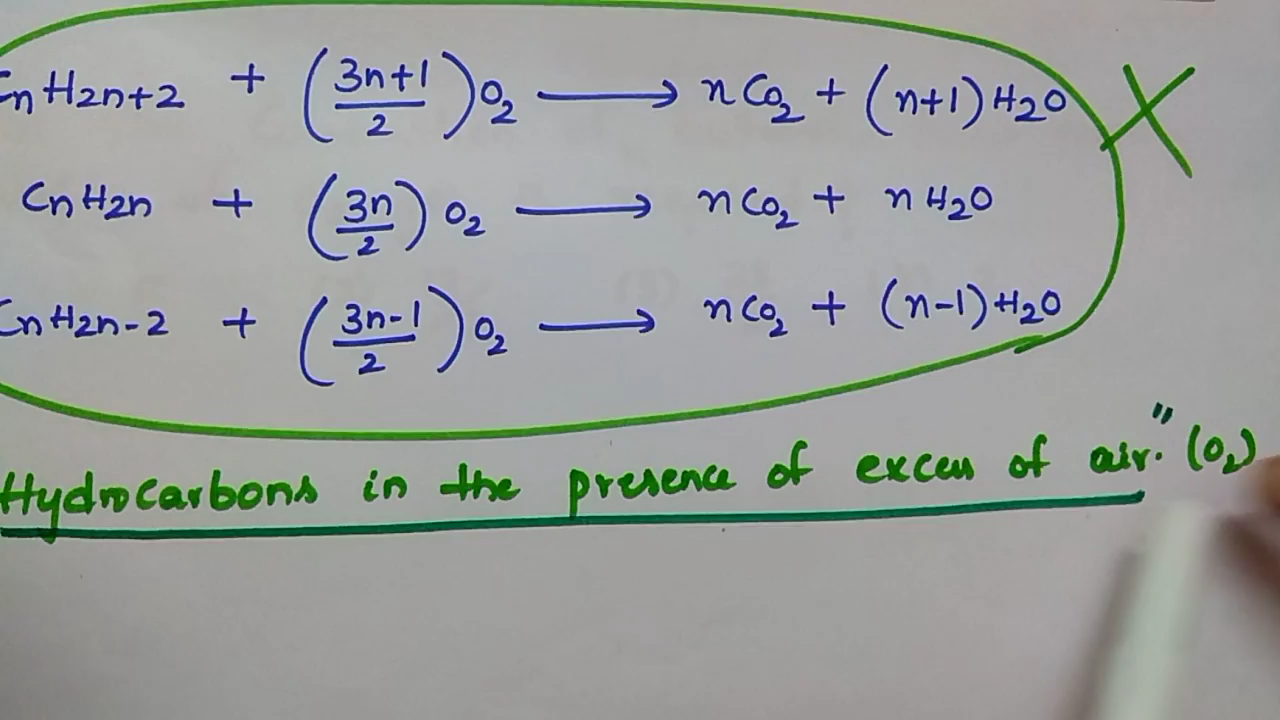 CnH2n+2 + (3n+1/2)O2 ⟶ nCO2 + (n+1)H2O
CnH2n + (3n/2)O2 ⟶ nCO2 + nH2O
CnH2n-2 + (3n-1/2)O2 ⟶ nCO2 + (n-1)H2O
Hydrocarbons in the presence of excess of air." (O2)